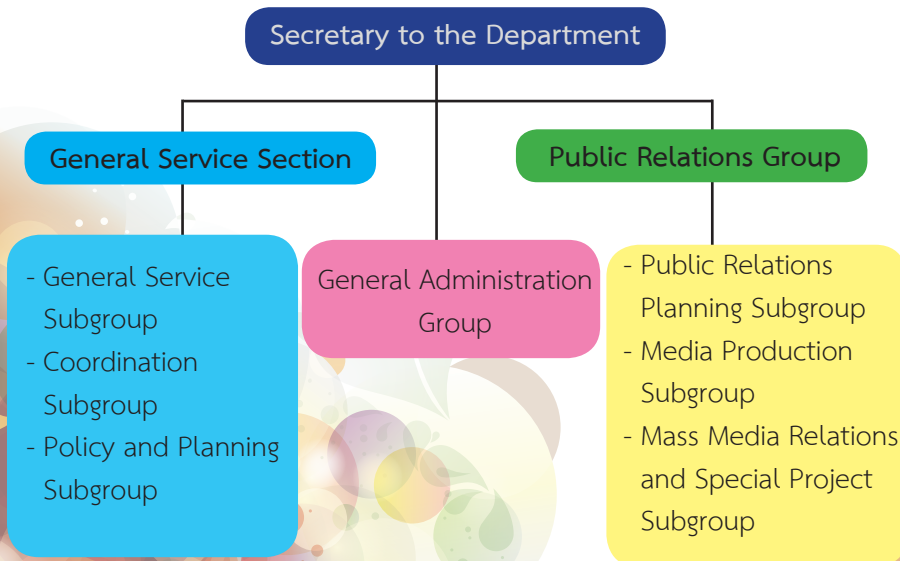 Secretary to the Department
General Service Section
Public Relations Group
- General Service
Subgroup
- Coordination
Subgroup
- Policy and Planning
Subgroup
General Administration
Group
- Public Relations
Planning Subgroup
- Media Production
Subgroup
- Mass Media Relations
and Special Project
Subgroup